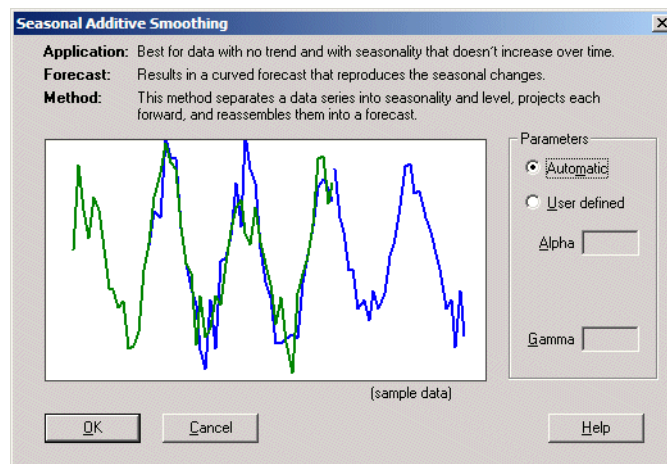 Seasonal Additive Smoothing
Application: Best for data with no trend and with seasonality that doesn't increase over time.
Forecast: Results in a curved forecast that reproduces the seasonal changes.
Method: This method separates a data series into seasonality and level, projects each
forward, and reassembles them into a forecast.
Parameters
Automatic
User defined
Alpha
Gamma
(sample data)
OK
Cancel
Help